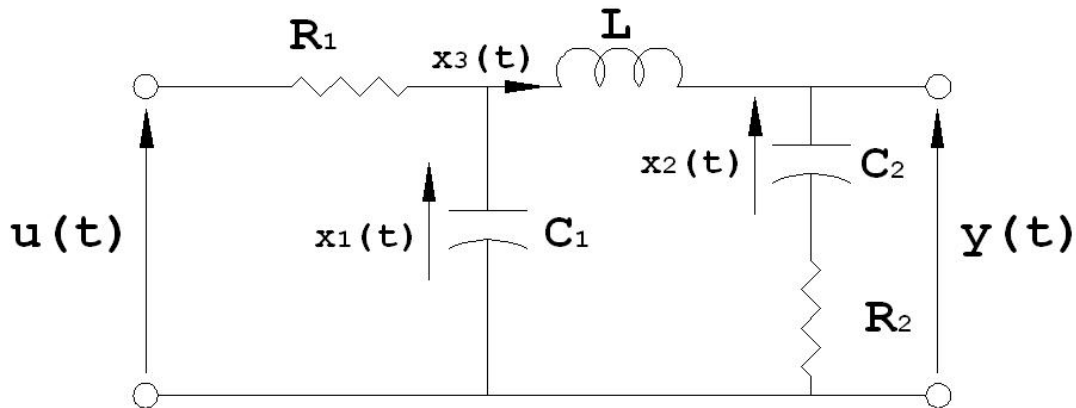 L
R₁
x₃(t)
x₂(t)
C₂
u(t)
x₁(t)
C₁
y(t)
R₂